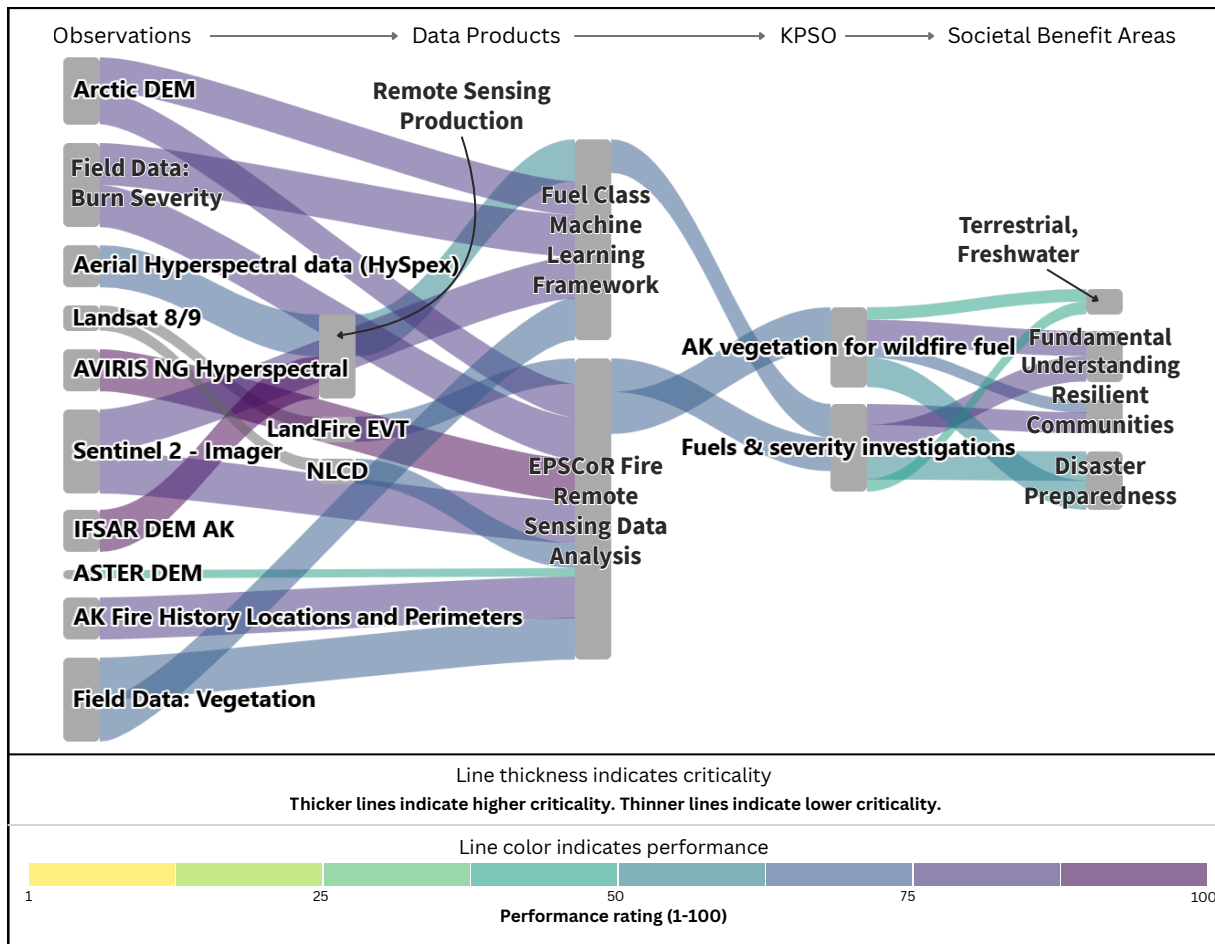 Observations
Data Products
KPSO
Societal Benefit Areas
Arctic DEM
Remote Sensing
Production
Field Data:
Burn Severity
Fuel Class
Machine
Learning
Framework
Terrestrial,
Freshwater
Aerial Hyperspectral data (HySpex)
Landsat 8/9
AVIRIS NG Hyperspectral
AK vegetation for wildfire fuel
Fundamental
Understanding
Resilient
Communities
LandFire EVT
Sentinel 2 - Imager
NLCD
Fuels & severity investigations
EPSCoR Fire
Remote
Sensing Data
Analysis
Disaster
Preparedness
IFSAR DEM AK
ASTER DEM
AK Fire History Locations and Perimeters
Field Data: Vegetation
Line thickness indicates criticality
Thicker lines indicate higher criticality. Thinner lines indicate lower criticality.
Line color indicates performance
1 25 50 75 100
Performance rating (1-100)